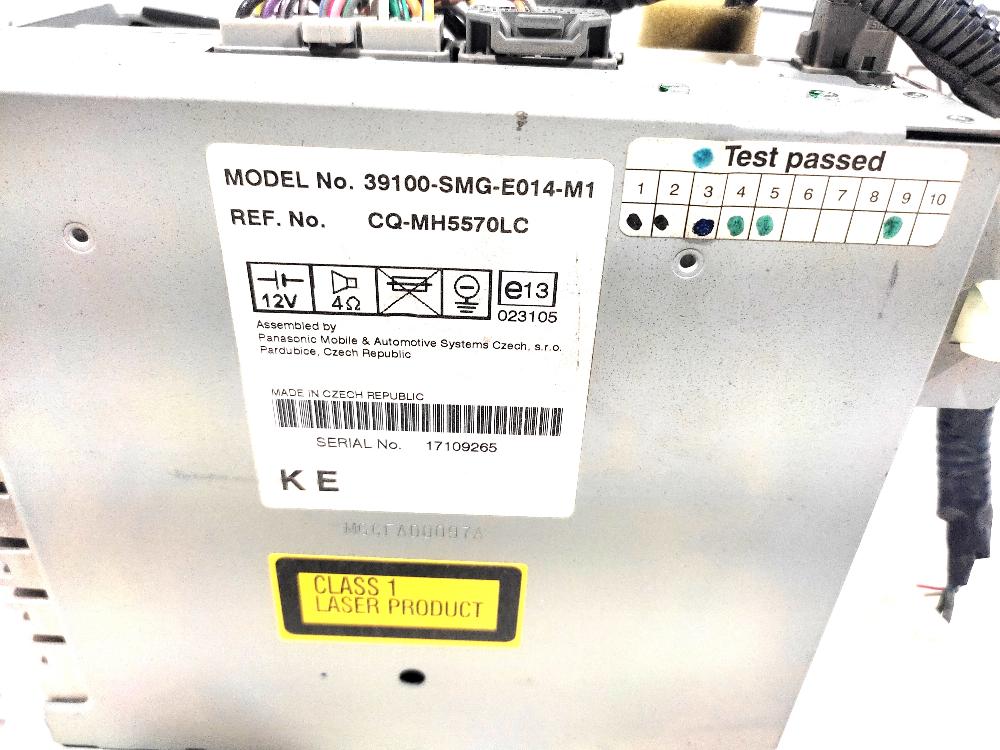 MODEL No. 39100-SMG-E014-M1
REF. No. CQ-MH5570LC
12V 4Ω e13
023105
Assembled by
Panasonic Mobile & Automotive Systems Czech, s.r.o.
Pardubice, Czech Republic
MADE IN CZECH REPUBLIC
SERIAL No. 17109265
K E
Test passed
1 2 3 4 5 6 7 8 9 10
CLASS 1
LASER PRODUCT